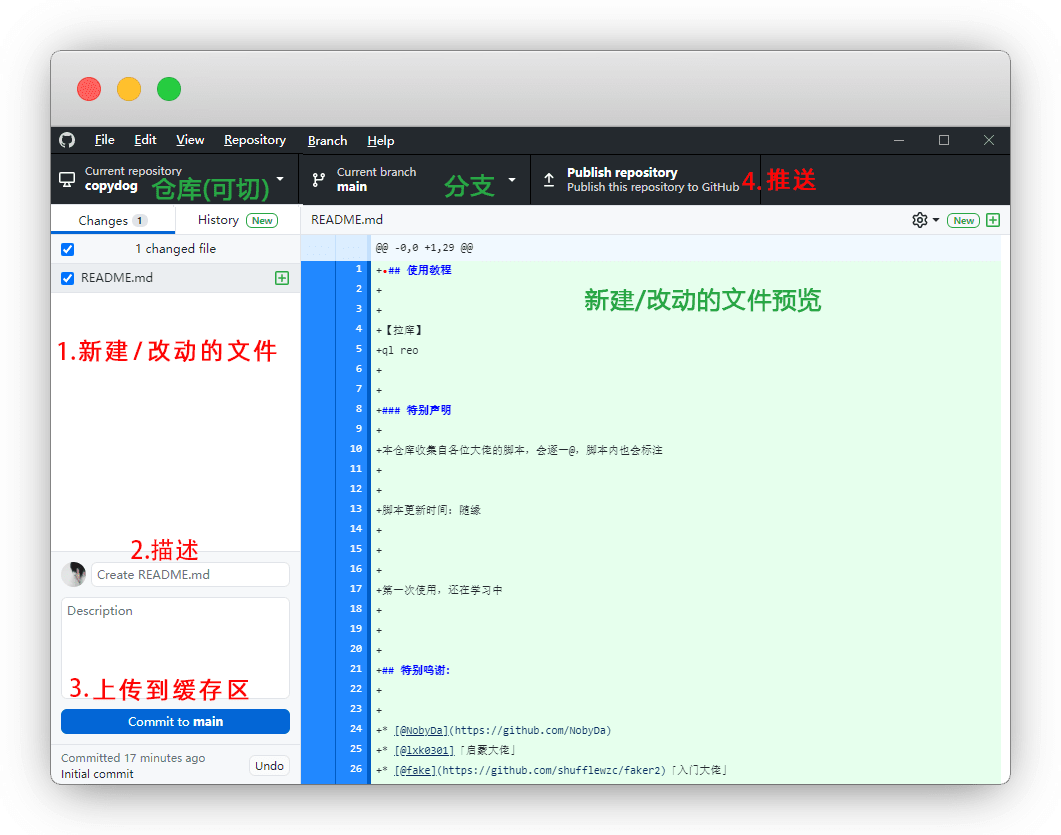 File Edit View Repository Branch Help
Current repository
copydog
仓库(可切)
Current branch
main
分支
Publish repository
Publish this repository to GitHub
4.推送
Changes 1
History New
README.md
New
1 changed file
README.md
1.新建/改动的文件
2.描述
Create README.md
Description
3.上传到缓存区
Commit to main
Committed 17 minutes ago
Initial commit
Undo
@@ -0,0 +1,29 @@
新建/改动的文件预览
1 +## 使用教程
2 +
3 +
4 +【拉库】
5 +ql reo
6 +
7 +
8 +### 特别声明
9 +
10 +本仓库收集自各位大佬的脚本，会逐一@，脚本内也会标注
11 +
12 +
13 +脚本更新时间：随缘
14 +
15 +
16 +
17 +第一次使用，还在学习中
18 +
19 +
20 +
21 +## 特别鸣谢：
22 +
23 +
24 +* [@NobyDa](https://github.com/NobyDa)
25 +* [@lxk0301]「启蒙大佬」
26 +* [@fake](https://github.com/shufflewzc/faker2)「入门大佬」